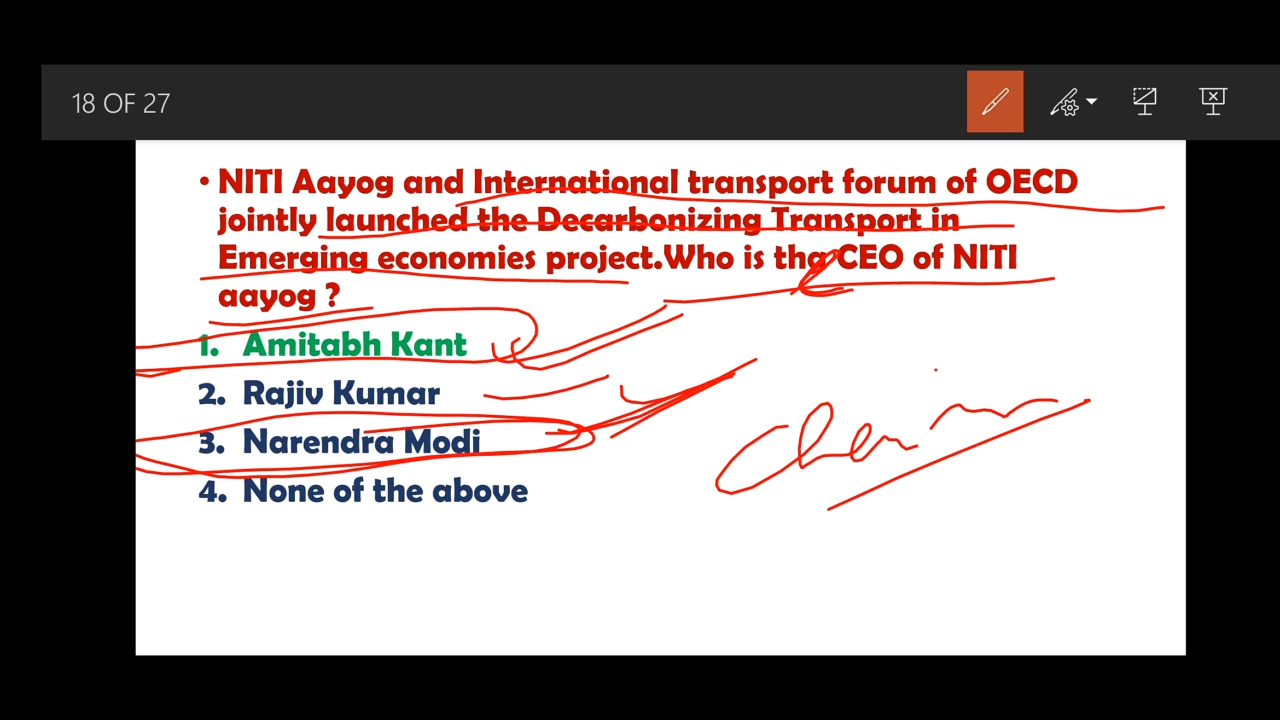 18 OF 27
• NITI Aayog and International transport forum of OECD
jointly launched the Decarbonizing Transport in
Emerging economies project.Who is tha CEO of NITI
aayog ?
1. Amitabh Kant
2. Rajiv Kumar
3. Narendra Modi
4. None of the above